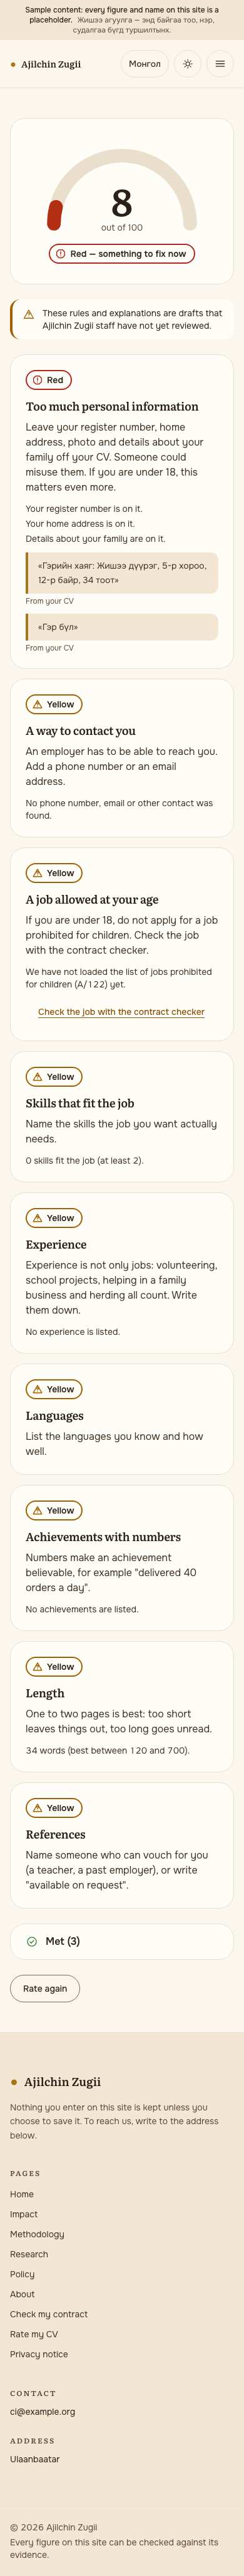 Sample content: every figure and name on this site is a
placeholder. Жишээ агуулга — энд байгаа тоо, нэр,
судалгаа бүгд туршилтынх.
Ajilchin Zugii
Монгол
8
out of 100
Red — something to fix now
These rules and explanations are drafts that
Ajilchin Zugii staff have not yet reviewed.
Red
Too much personal information
Leave your register number, home
address, photo and details about your
family off your CV. Someone could
misuse them. If you are under 18, this
matters even more.
Your register number is on it.
Your home address is on it.
Details about your family are on it.
«Гэрийн хаяг: Жишээ дүүрэг, 5-р хороо,
12-р байр, 34 тоот»
From your CV
«Гэр бүл»
From your CV
Yellow
A way to contact you
An employer has to be able to reach you.
Add a phone number or an email
address.
No phone number, email or other contact was
found.
Yellow
A job allowed at your age
If you are under 18, do not apply for a job
prohibited for children. Check the job
with the contract checker.
We have not loaded the list of jobs prohibited
for children (A/122) yet.
Check the job with the contract checker
Yellow
Skills that fit the job
Name the skills the job you want actually
needs.
0 skills fit the job (at least 2).
Yellow
Experience
Experience is not only jobs: volunteering,
school projects, helping in a family
business and herding all count. Write
them down.
No experience is listed.
Yellow
Languages
List the languages you know and how
well.
Yellow
Achievements with numbers
Numbers make an achievement
believable, for example "delivered 40
orders a day".
No achievements are listed.
Yellow
Length
One to two pages is best: too short
leaves things out, too long goes unread.
34 words (best between 120 and 700).
Yellow
References
Name someone who can vouch for you
(a teacher, a past employer), or write
"available on request".
Met (3)
Rate again
Ajilchin Zugii
Nothing you enter on this site is kept unless you
choose to save it. To reach us, write to the address
below.
PAGES
Home
Impact
Methodology
Research
Policy
About
Check my contract
Rate my CV
Privacy notice
CONTACT
ci@example.org
ADDRESS
Ulaanbaatar
© 2026 Ajilchin Zugii
Every figure on this site can be checked against its
evidence.